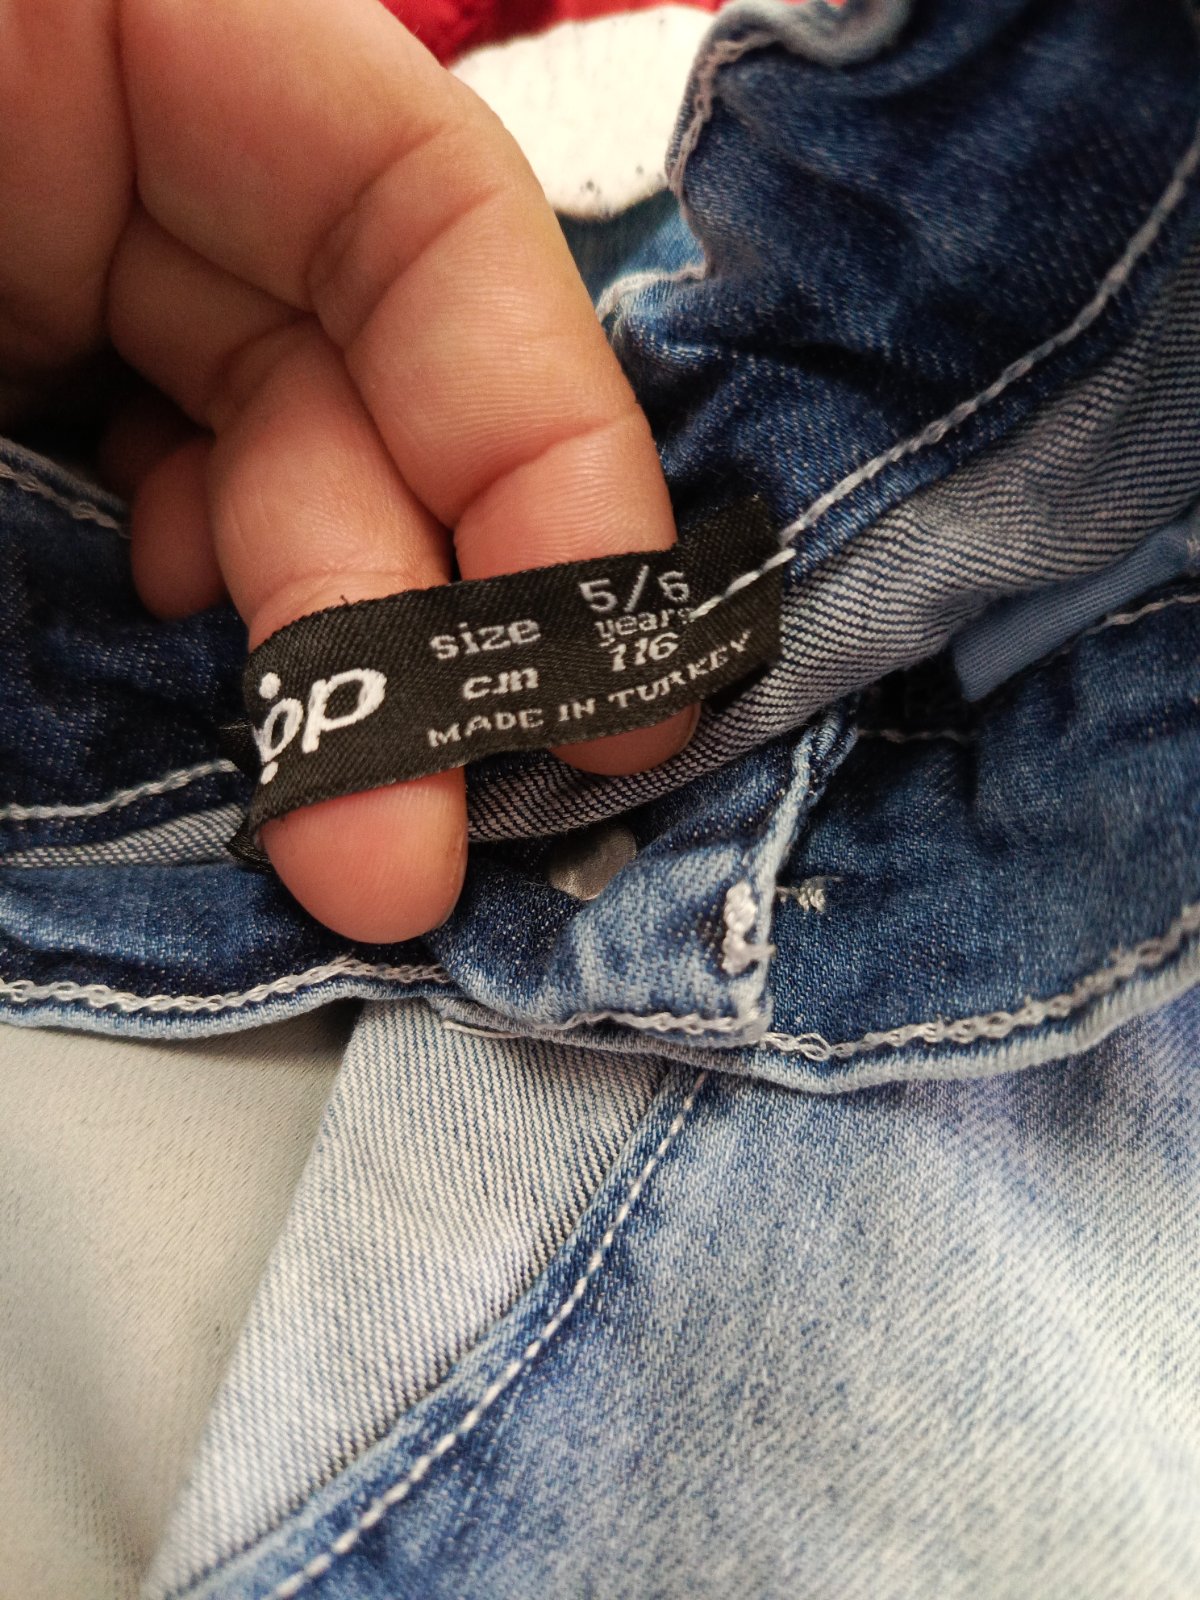 size 5/6
years
cm 116
MADE IN TURKEY